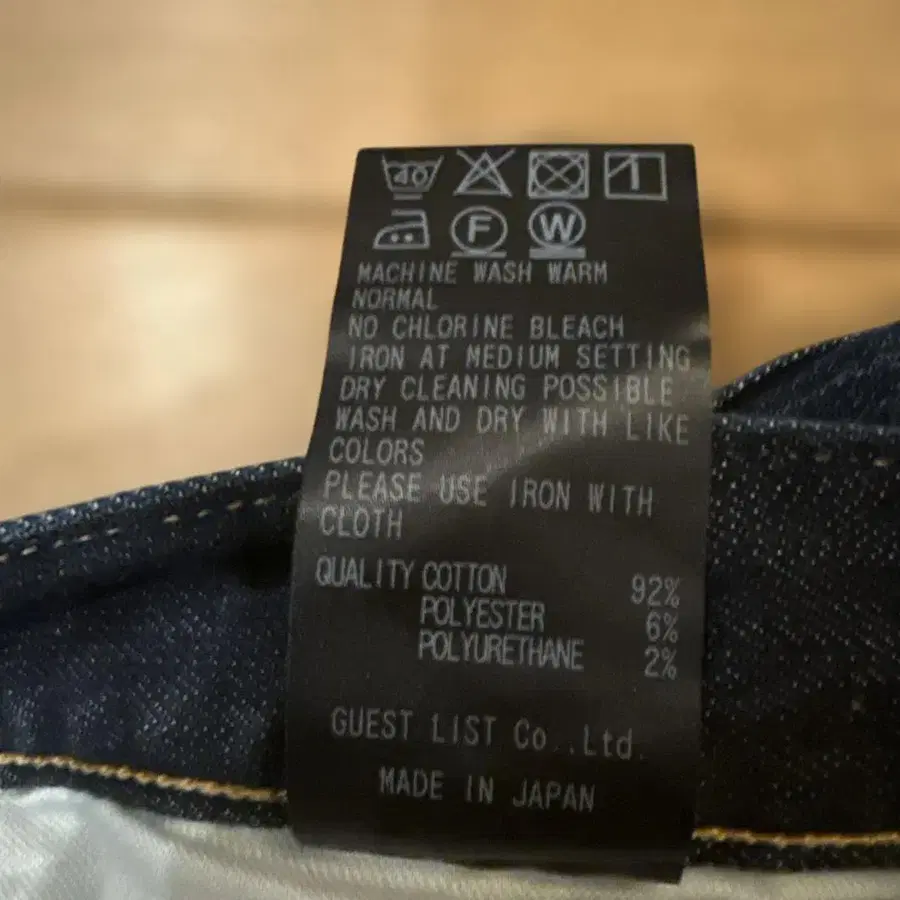 40
F W
MACHINE WASH WARM
NORMAL
NO CHLORINE BLEACH
IRON AT MEDIUM SETTING
DRY CLEANING POSSIBLE
WASH AND DRY WITH LIKE
COLORS
PLEASE USE IRON WITH
CLOTH
QUALITY COTTON 92%
POLYESTER 6%
POLYURETHANE 2%
GUEST LIST Co.,Ltd.
MADE IN JAPAN